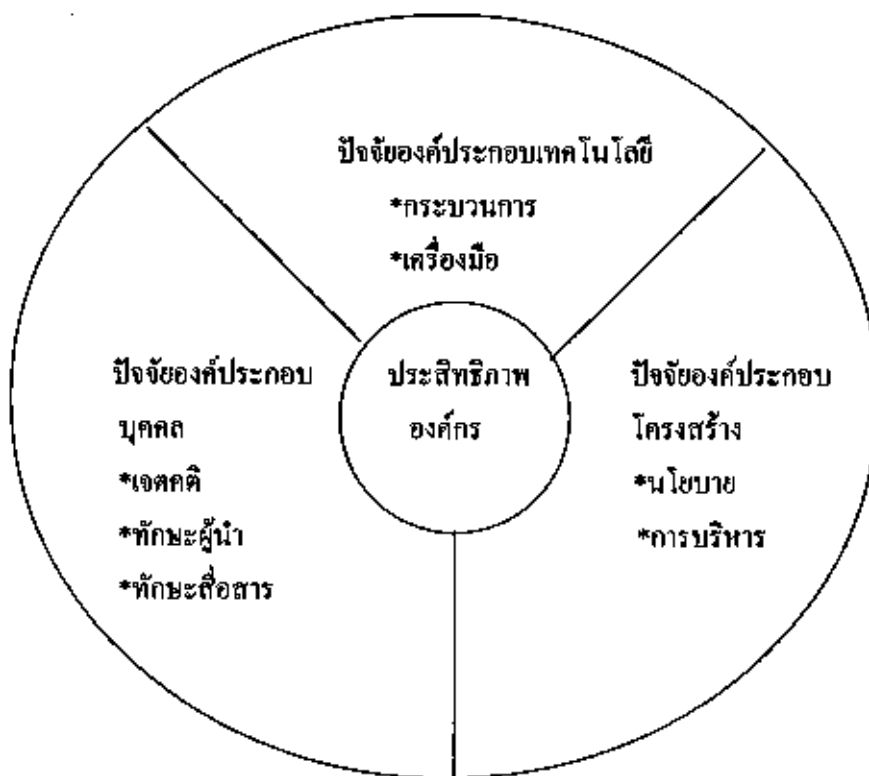 ปัจจัยองค์ประกอบเทคโนโลยี
*กระบวนการ
*เครื่องมือ
ปัจจัยองค์ประกอบ
บุคคล
*เจตคติ
*ทักษะผู้นำ
*ทักษะสื่อสาร
ประสิทธิภาพ
องค์กร
ปัจจัยองค์ประกอบ
โครงสร้าง
*นโยบาย
*การบริหาร